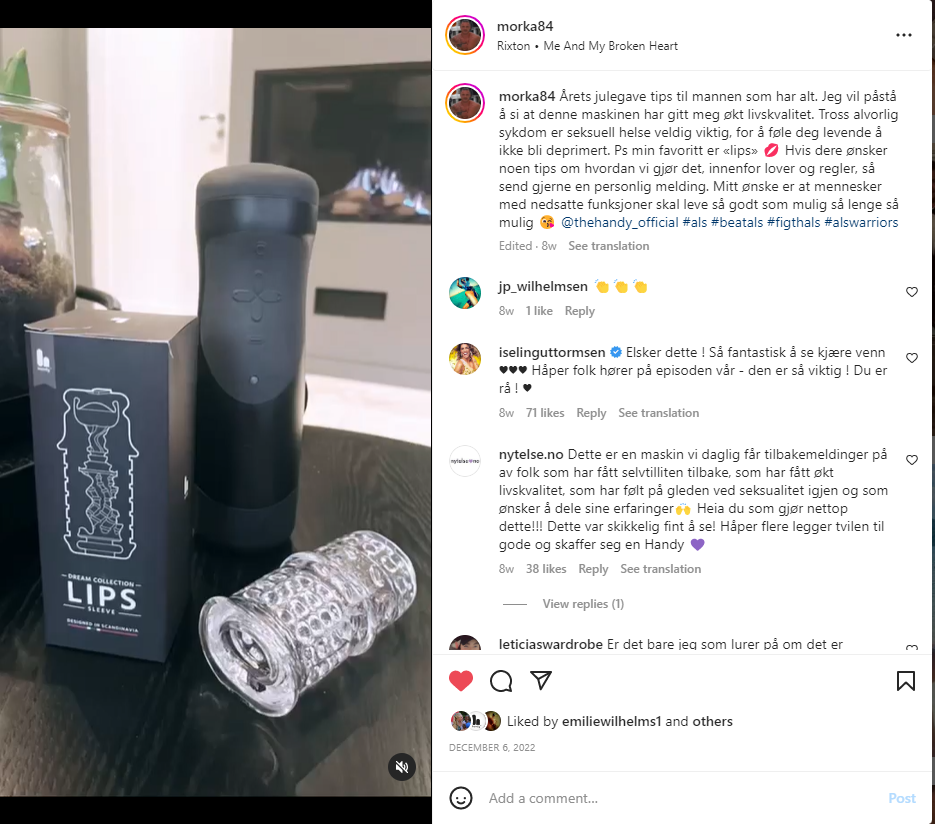 morka84
Rixton • Me And My Broken Heart
morka84 Årets julegave tips til mannen som har alt. Jeg vil påstå
å si at denne maskinen har gitt meg økt livskvalitet. Tross alvorlig
sykdom er seksuell helse veldig viktig, for å føle deg levende å
ikke bli deprimert. Ps min favoritt er «lips» 💋 Hvis dere ønsker
noen tips om hvordan vi gjør det, innenfor lover og regler, så
send gjerne en personlig melding. Mitt ønske er at mennesker
med nedsatte funksjoner skal leve så godt som mulig så lenge så
mulig 😘 @thehandy_official #als #beatals #figthals #alswarriors
Edited · 8w See translation
jp_wilhelmsen 👏👏👏
8w 1 like Reply
iselinguttormsen Elsker dette ! Så fantastisk å se kjære venn
♥♥♥ Håper folk hører på episoden vår - den er så viktig ! Du er
rå ! ♥
8w 71 likes Reply See translation
nytelse.no
nytelse.no Dette er en maskin vi daglig får tilbakemeldinger på
av folk som har fått selvtilliten tilbake, som har fått økt
livskvalitet, som har følt på gleden ved seksualitet igjen og som
ønsker å dele sine erfaringer🙌 Heia du som gjør nettop
dette!!! Dette var skikkelig fint å se! Håper flere legger tvilen til
gode og skaffer seg en Handy 💜
8w 38 likes Reply See translation
View replies (1)
leticiaswardrobe Er det bare jeg som lurer på om det er
Liked by emiliewilhelms1 and others
DECEMBER 6, 2022
Add a comment...
Post
DREAM COLLECTION
LIPS
SLEEVE
DESIGNED IN SCANDINAVIA